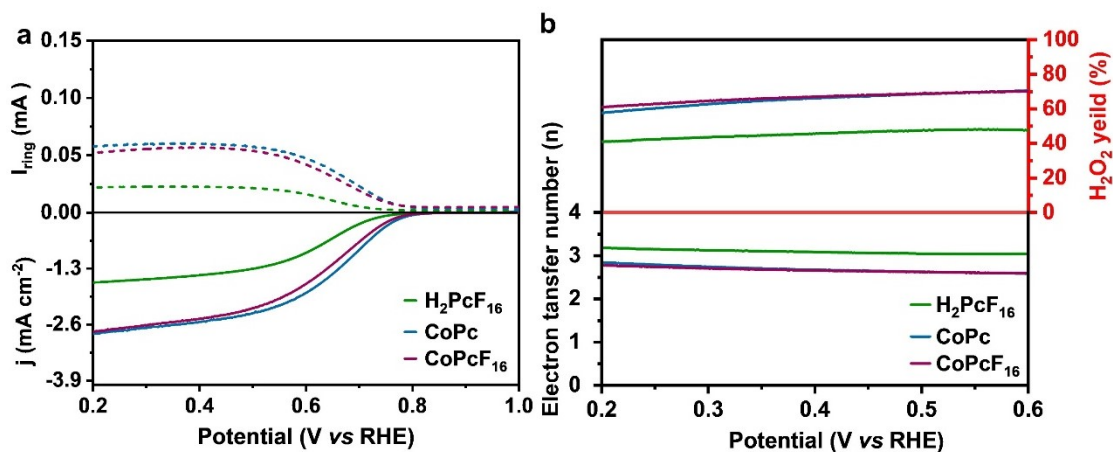 a
I_ring (mA)
0.15
0.10
0.05
0.00
j (mA cm⁻²)
-1.3
-2.6
-3.9
H₂PcF₁₆
CoPc
CoPcF₁₆
0.2
0.4
0.6
0.8
1.0
Potential (V vs RHE)
b
Electron tansfer number (n)
4
3
2
1
0
H₂O₂ yeild (%)
100
80
60
40
20
0
H₂PcF₁₆
CoPc
CoPcF₁₆
0.2
0.3
0.4
0.5
0.6
Potential (V vs RHE)